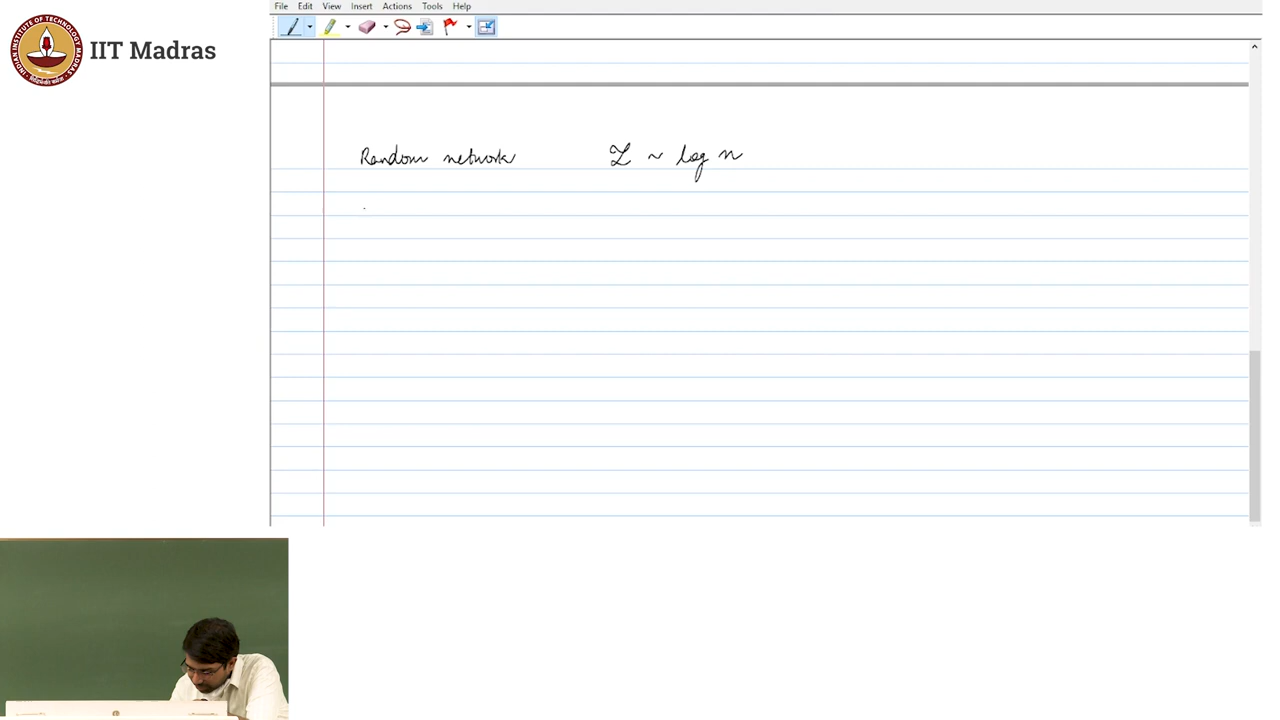 IIT Madras
File Edit View Insert Actions Tools Help
Random network ℒ ~ log n